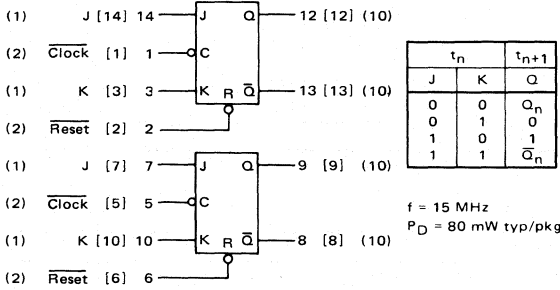 (1) J [14] 14 J Q 12 [12] (10)
(2) Clock [1] 1 C
(1) K [3] 3 K R Q̅ 13 [13] (10)
(2) Reset [2] 2
(1) J [7] 7 J Q 9 [9] (10)
(2) Clock [5] 5 C
(1) K [10] 10 K R Q̅ 8 [8] (10)
(2) Reset [6] 6
tn tn+1
J K Q
0 0 Qn
0 1 0
1 0 1
1 1 Q̅n
f = 15 MHz
PD = 80 mW typ/pkg